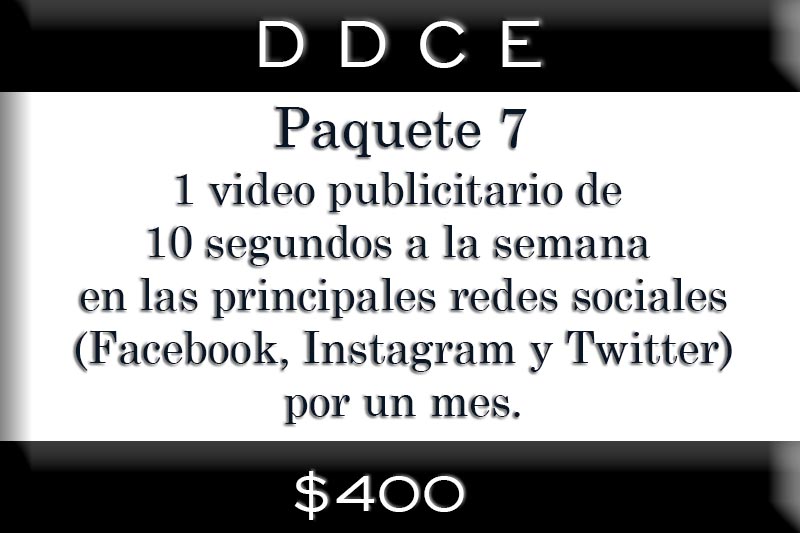 DDCE
Paquete 7
1 video publicitario de
10 segundos a la semana
en las principales redes sociales
(Facebook, Instagram y Twitter)
por un mes.
$400